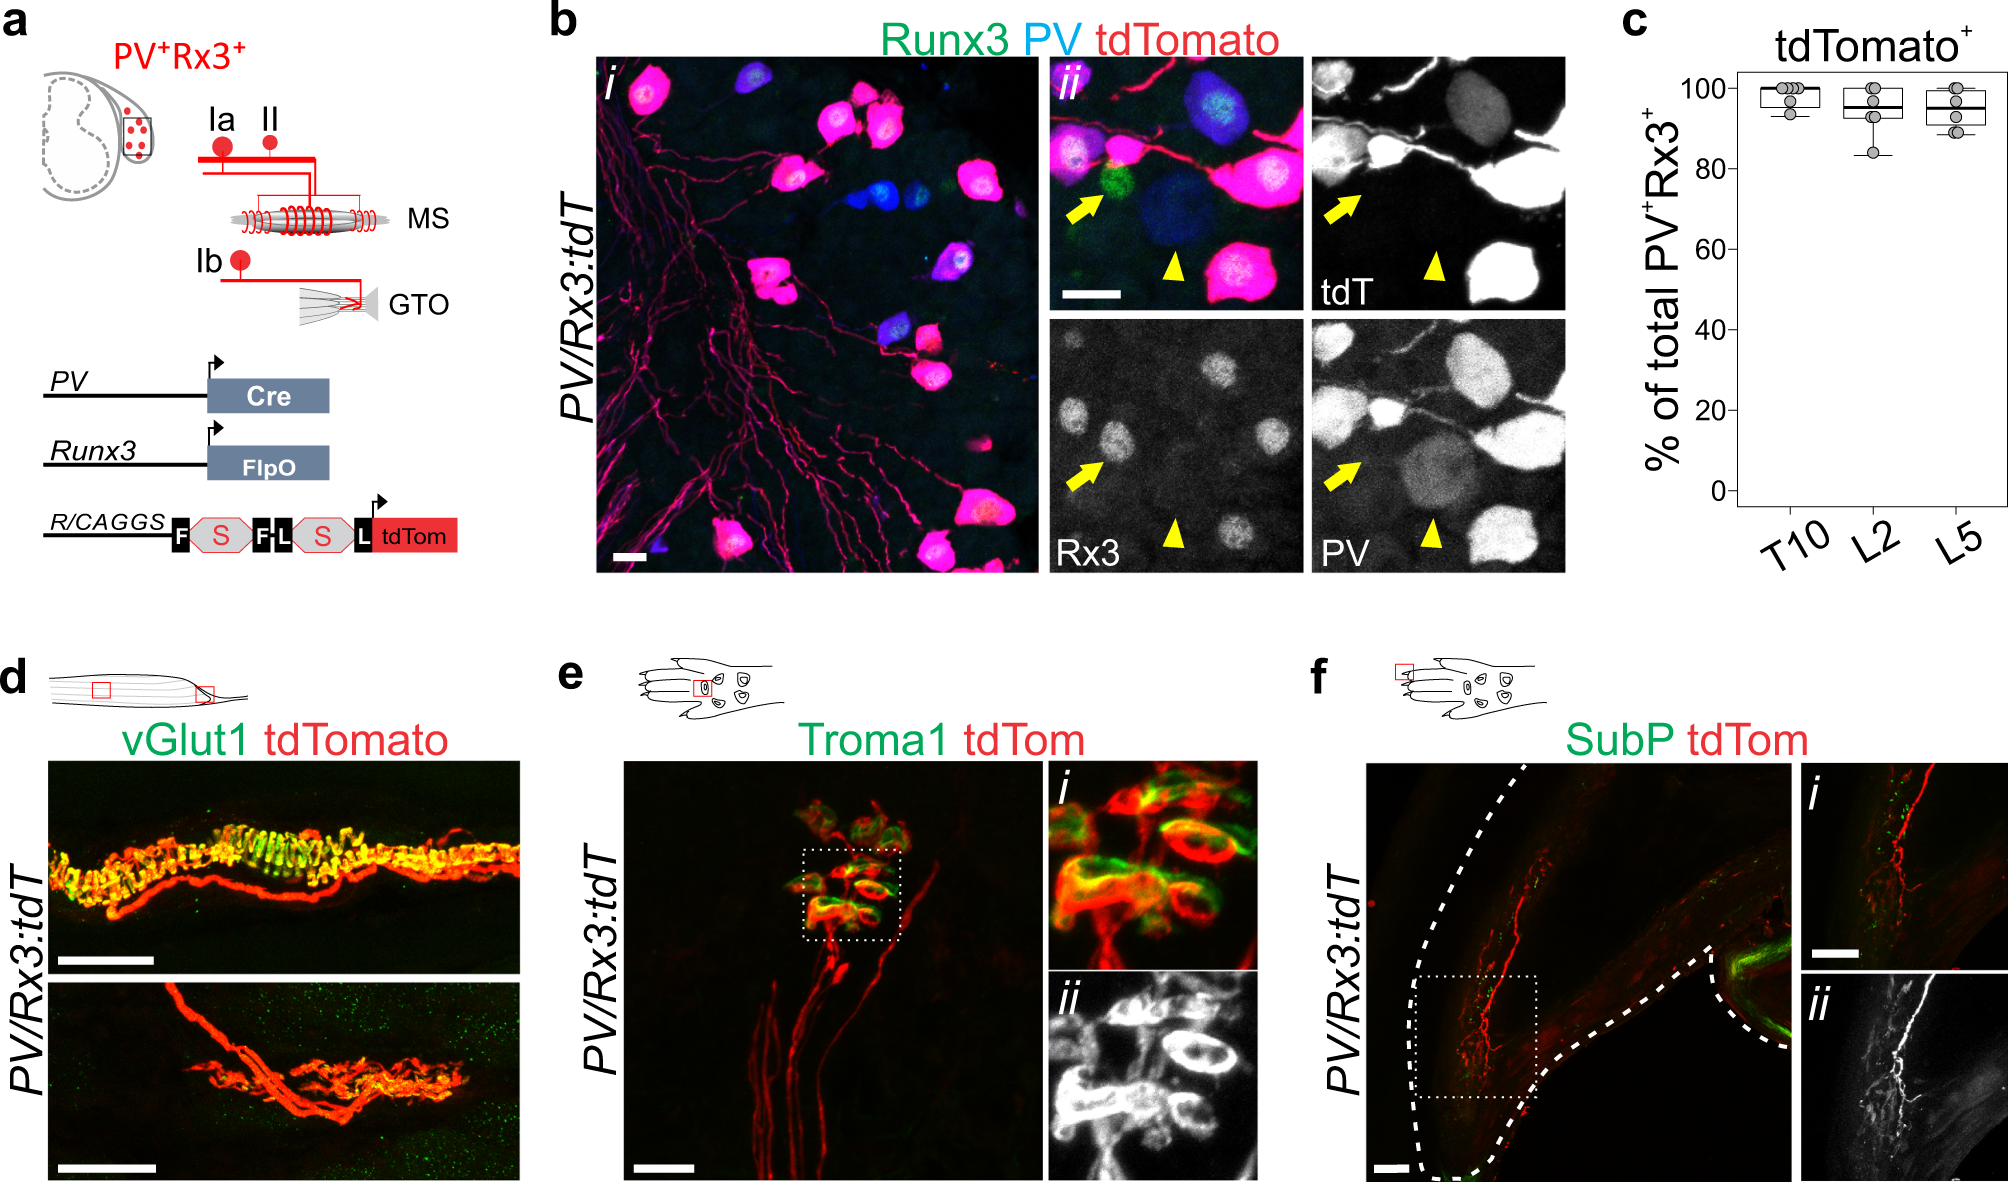 a
PV+Rx3+
Ia
II
MS
Ib
GTO
PV
Cre
Runx3
FlpO
R/CAGGS
F
S
F
L
S
L
tdTom
b
Runx3 PV tdTomato
PV/Rx3:tdT
i
ii
tdT
Rx3
PV
c
tdTomato+
% of total PV+Rx3+
100
80
60
40
20
0
T10
L2
L5
d
vGlut1 tdTomato
PV/Rx3:tdT
e
Troma1 tdTom
PV/Rx3:tdT
i
ii
f
SubP tdTom
PV/Rx3:tdT
i
ii